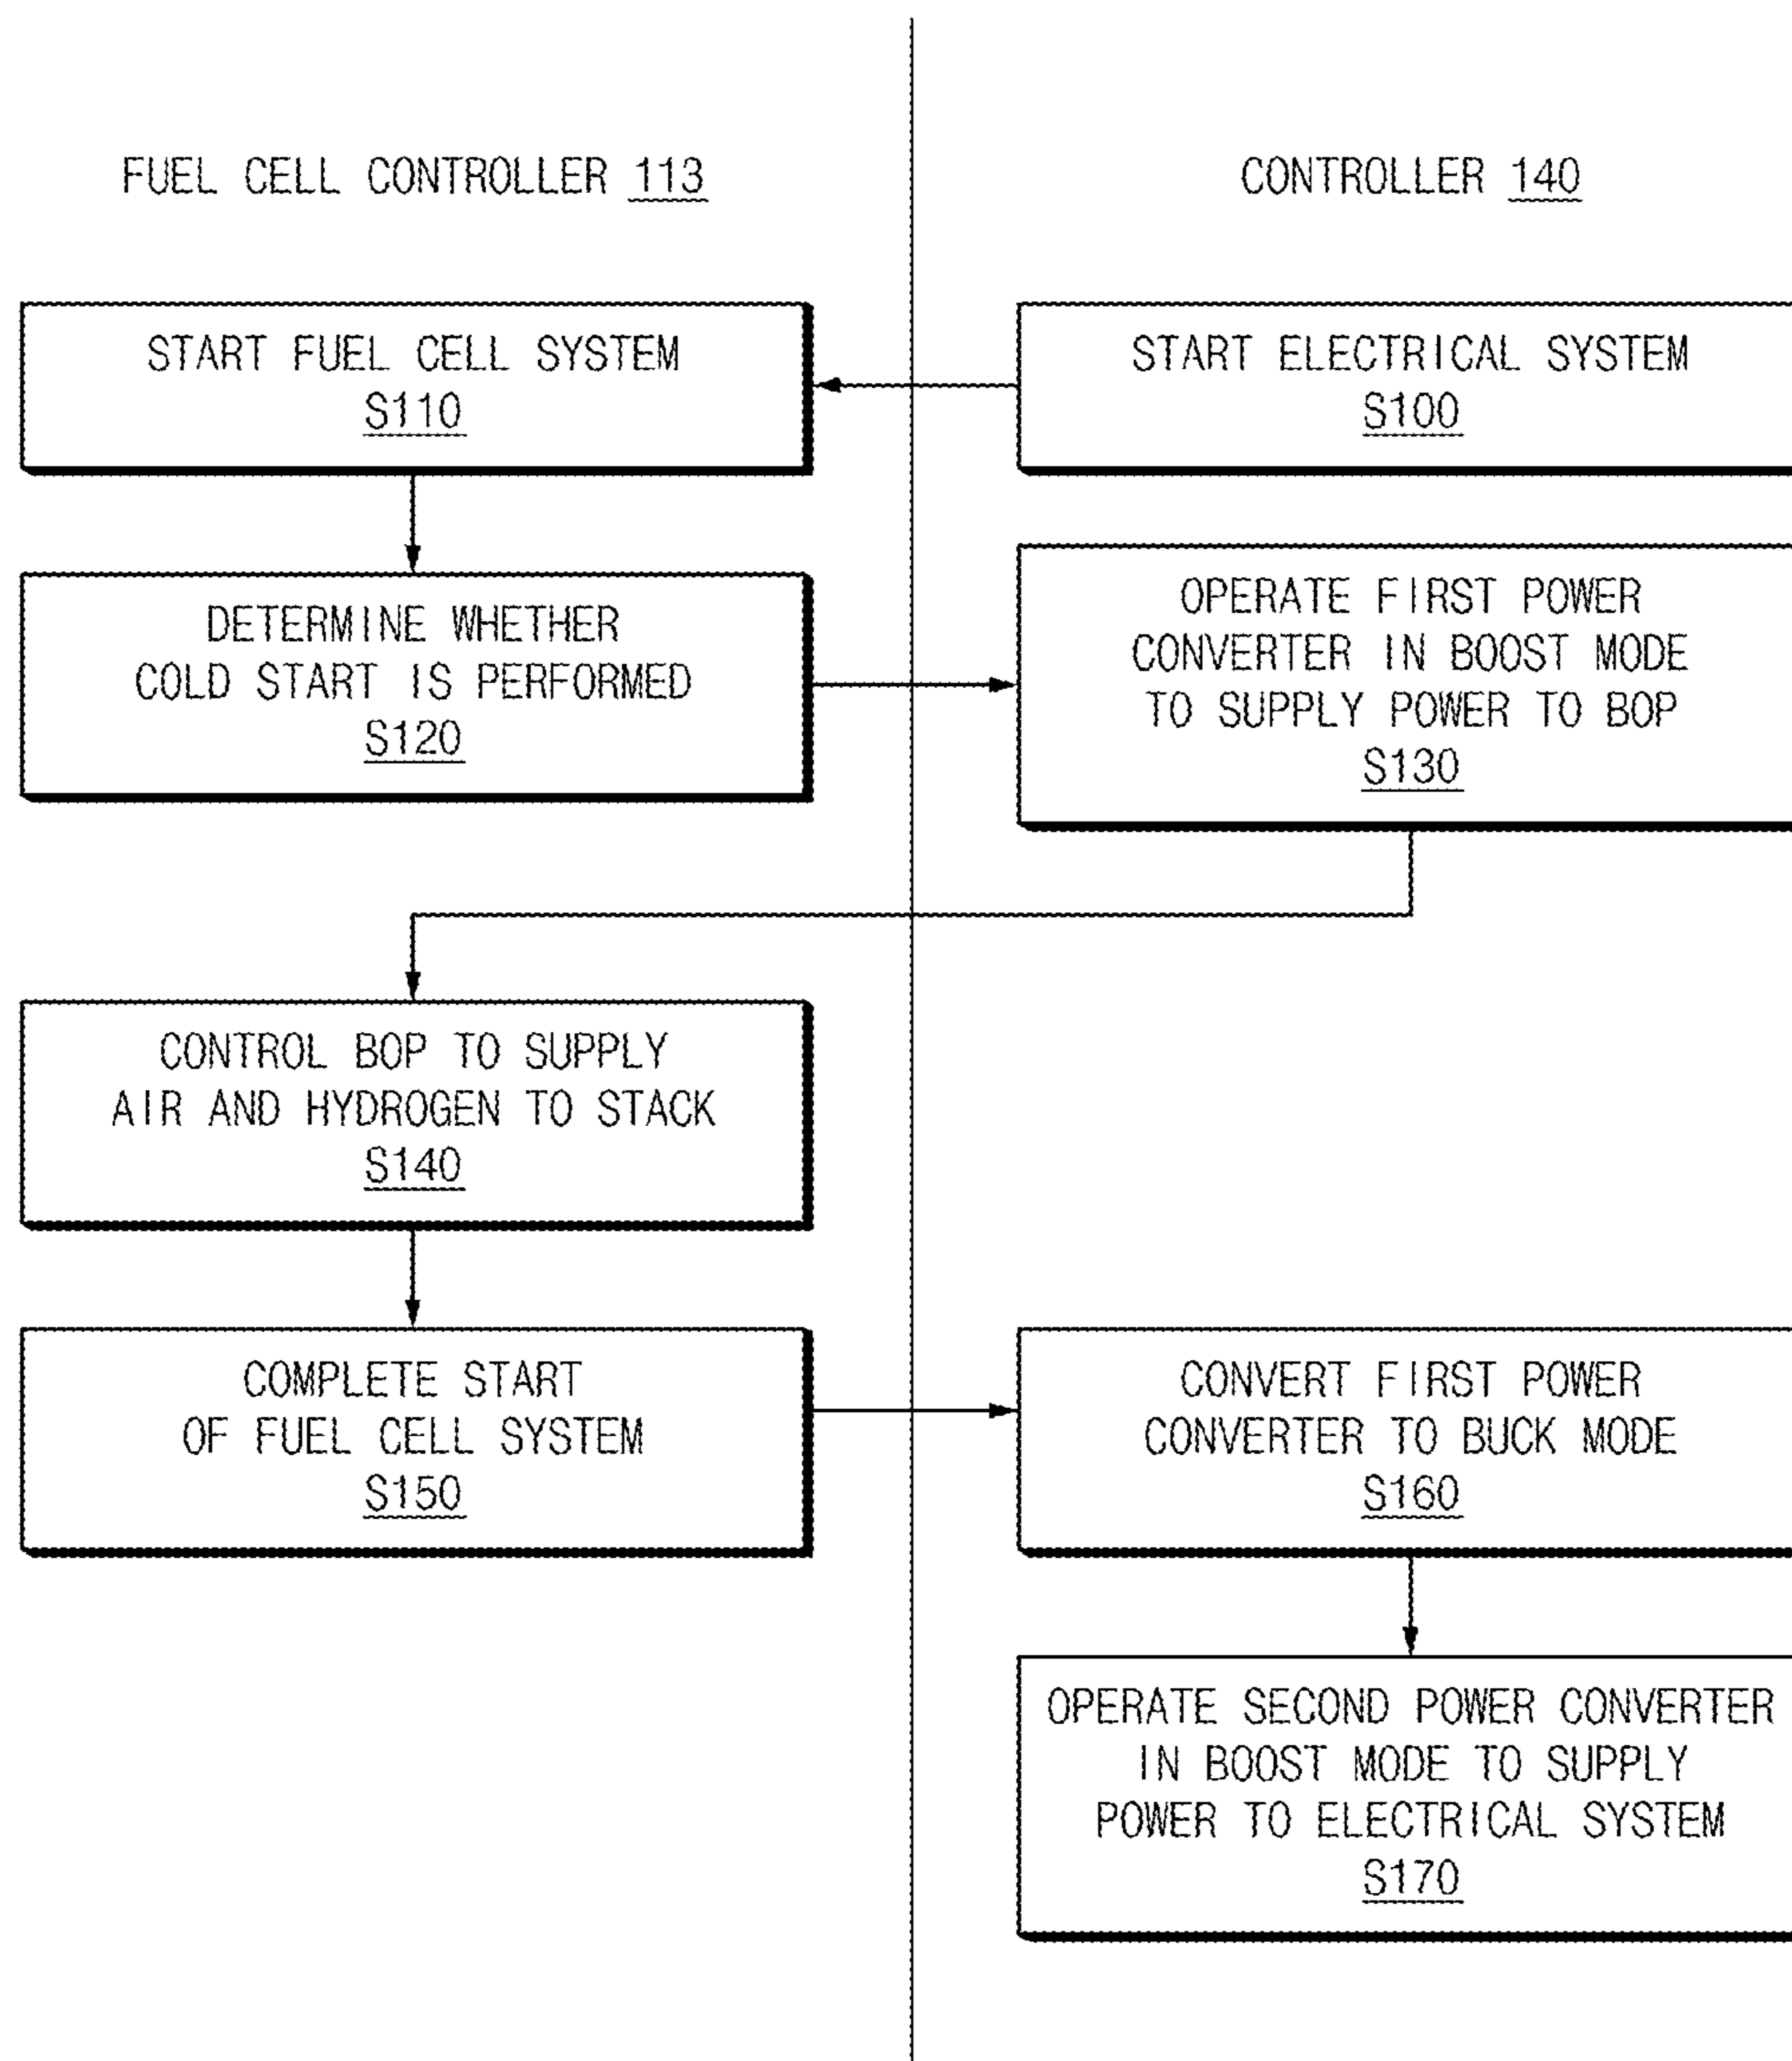 FUEL CELL CONTROLLER 113
CONTROLLER 140
START FUEL CELL SYSTEM
S110
START ELECTRICAL SYSTEM
S100
DETERMINE WHETHER
COLD START IS PERFORMED
S120
OPERATE FIRST POWER
CONVERTER IN BOOST MODE
TO SUPPLY POWER TO BOP
S130
CONTROL BOP TO SUPPLY
AIR AND HYDROGEN TO STACK
S140
COMPLETE START
OF FUEL CELL SYSTEM
S150
CONVERT FIRST POWER
CONVERTER TO BUCK MODE
S160
OPERATE SECOND POWER CONVERTER
IN BOOST MODE TO SUPPLY
POWER TO ELECTRICAL SYSTEM
S170